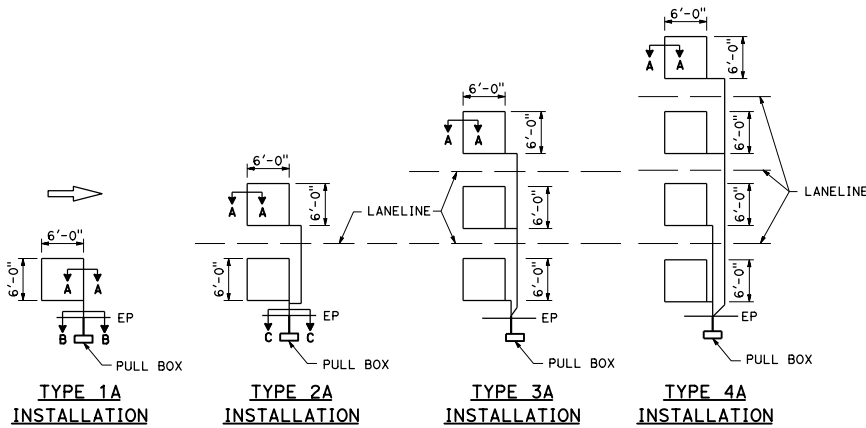 6'-0"
6'-0"
A A
EP
B B
PULL BOX
TYPE 1A
INSTALLATION
6'-0"
6'-0"
A A
6'-0"
C C
PULL BOX
TYPE 2A
INSTALLATION
LANELINE
6'-0"
6'-0"
A A
6'-0"
6'-0"
EP
PULL BOX
TYPE 3A
INSTALLATION
6'-0"
6'-0"
A A
6'-0"
6'-0"
6'-0"
LANELINE
EP
PULL BOX
TYPE 4A
INSTALLATION